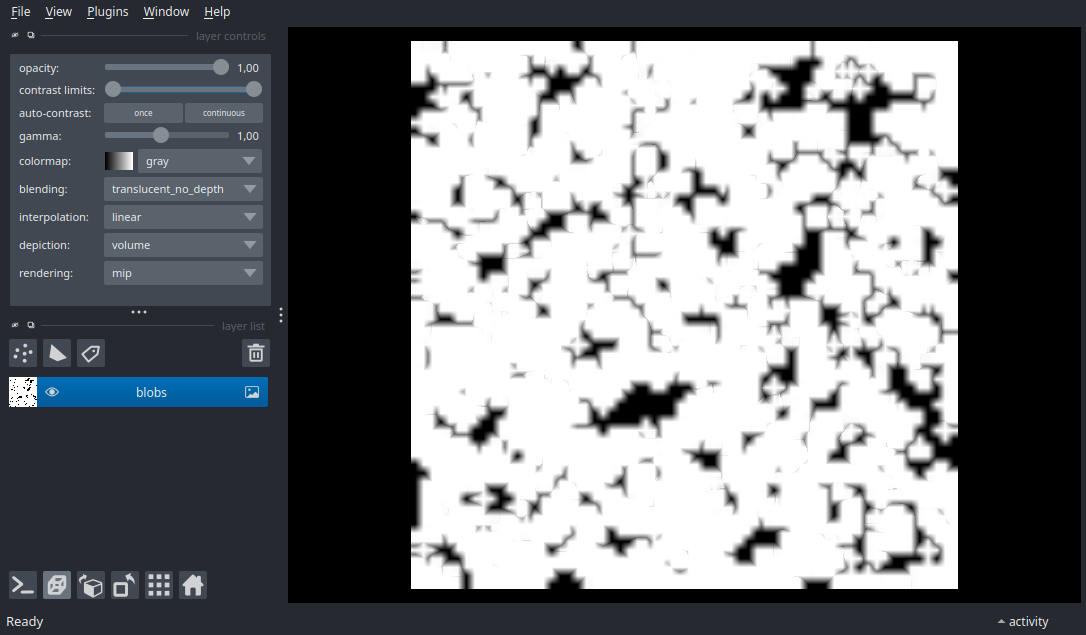 File View Plugins Window Help
layer controls
opacity: 1,00
contrast limits:
auto-contrast: once continuous
gamma: 1,00
colormap: gray
blending: translucent_no_depth
interpolation: linear
depiction: volume
rendering: mip
layer list
blobs
Ready activity